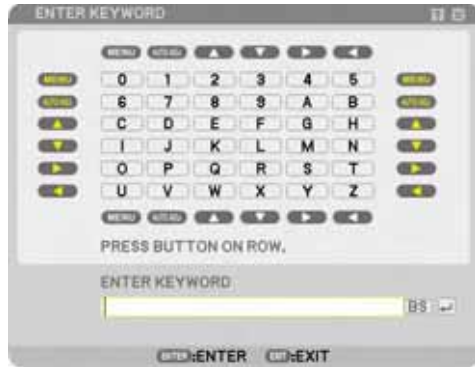 ENTER KEYWORD
MENU AUTO ADJ ▲ ▼ ▶ ◀
MENU 0 1 2 3 4 5 MENU
AUTO ADJ 6 7 8 9 A B AUTO ADJ
▲ C D E F G H ▲
▼ I J K L M N ▼
▶ O P Q R S T ▶
◀ U V W X Y Z ◀
MENU AUTO ADJ ▲ ▼ ▶ ◀
PRESS BUTTON ON ROW.
ENTER KEYWORD
BS ↵
ENTER:ENTER EXIT:EXIT